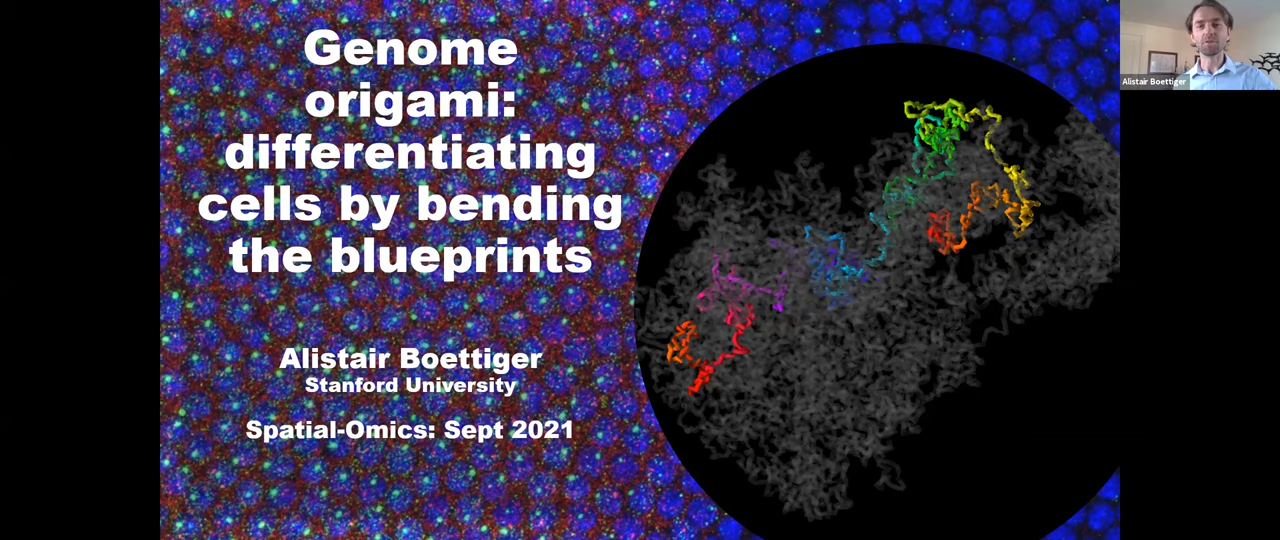 Genome
origami:
differentiating
cells by bending
the blueprints
Alistair Boettiger
Stanford University
Spatial-Omics: Sept 2021
Alistair Boettiger